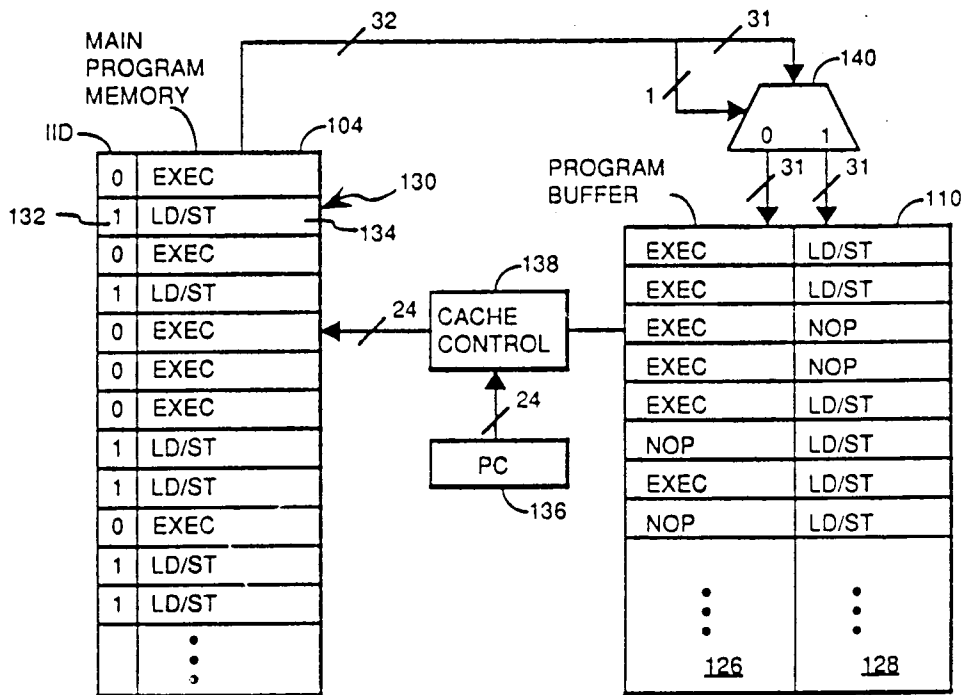 32
31
MAIN
PROGRAM
MEMORY
140
1
IID
104
0 1
0 EXEC
PROGRAM
BUFFER
31 31
130
132
1 LD/ST
134
110
0 EXEC
EXEC LD/ST
138
1 LD/ST
EXEC LD/ST
24
CACHE
CONTROL
0 EXEC
EXEC NOP
0 EXEC
EXEC NOP
24
0 EXEC
EXEC LD/ST
1 LD/ST
NOP LD/ST
PC
1 LD/ST
EXEC LD/ST
136
0 EXEC
NOP LD/ST
1 LD/ST
1 LD/ST
126 128